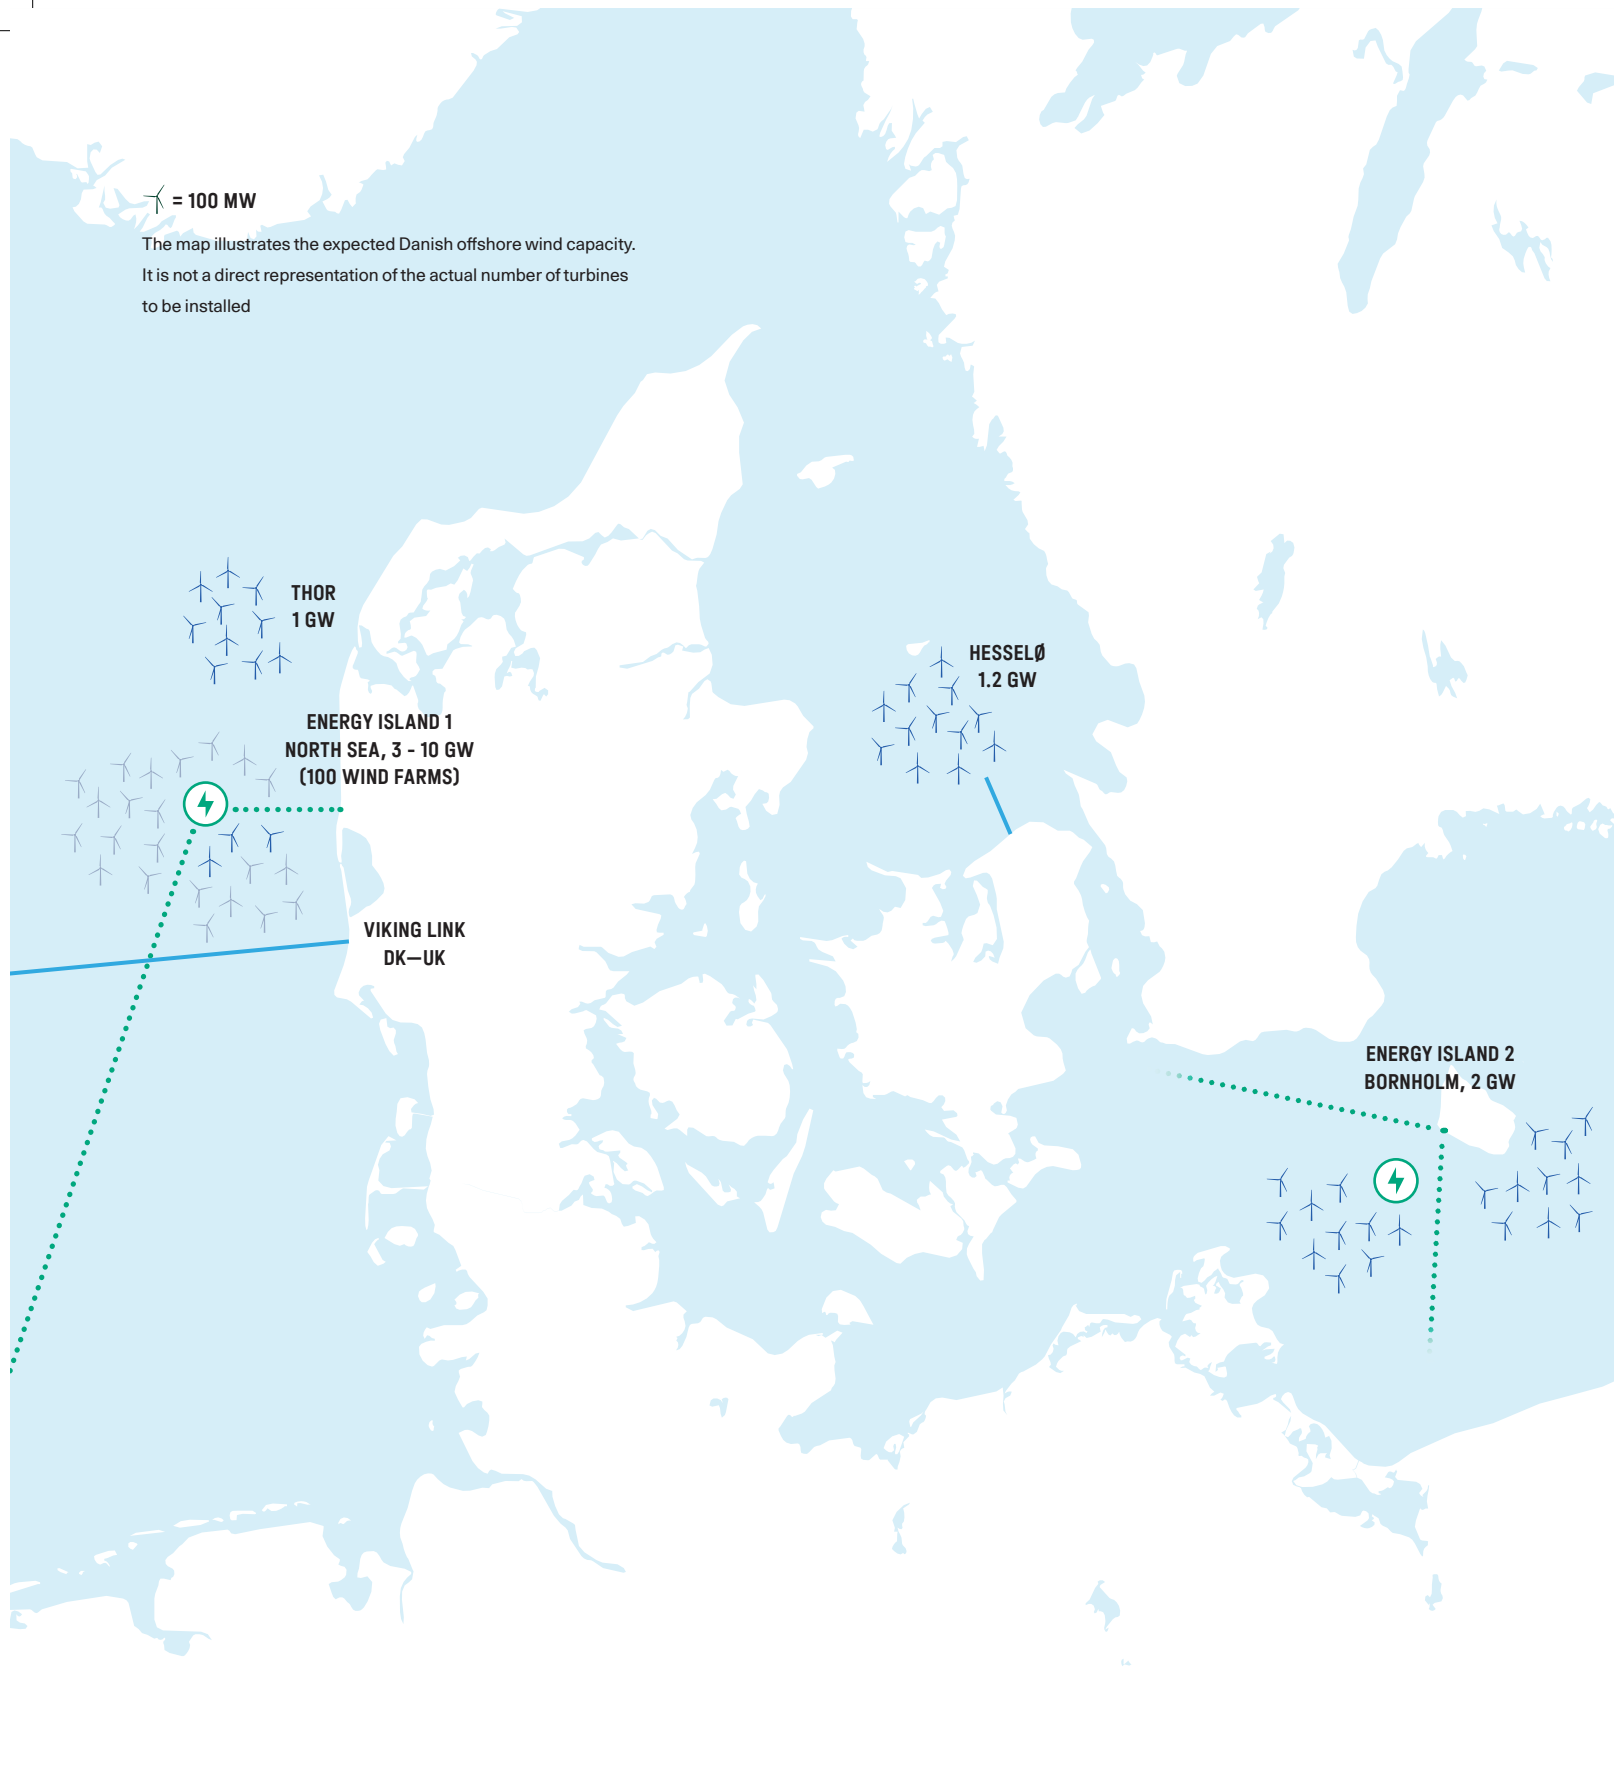 = 100 MW
The map illustrates the expected Danish offshore wind capacity.
It is not a direct representation of the actual number of turbines
to be installed
THOR
1 GW
HESSELØ
1.2 GW
ENERGY ISLAND 1
NORTH SEA, 3 - 10 GW
(100 WIND FARMS)
VIKING LINK
DK—UK
ENERGY ISLAND 2
BORNHOLM, 2 GW